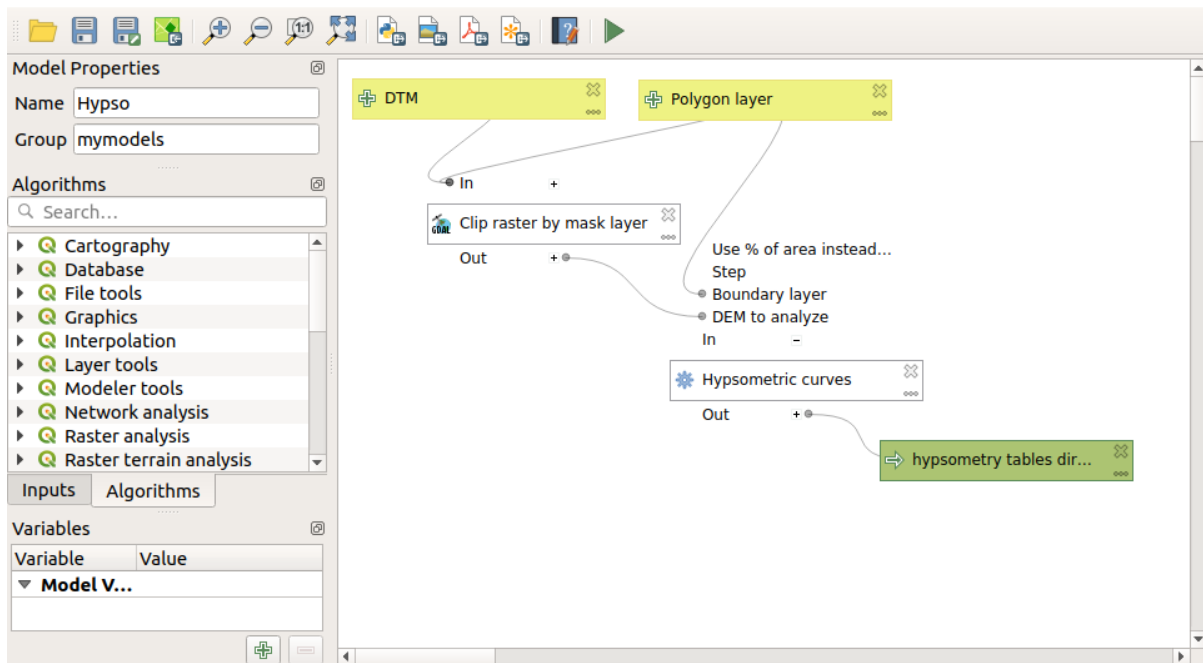 1:1
Model Properties
Name Hypso
Group mymodels
Algorithms
Search...
Cartography
Database
File tools
Graphics
Interpolation
Layer tools
Modeler tools
Network analysis
Raster analysis
Raster terrain analysis
Inputs Algorithms
Variables
Variable Value
Model V...
DTM
Polygon layer
In +
GDAL Clip raster by mask layer
Out +
Use % of area instead...
Step
Boundary layer
DEM to analyze
In −
Hypsometric curves
Out +
hypsometry tables dir...